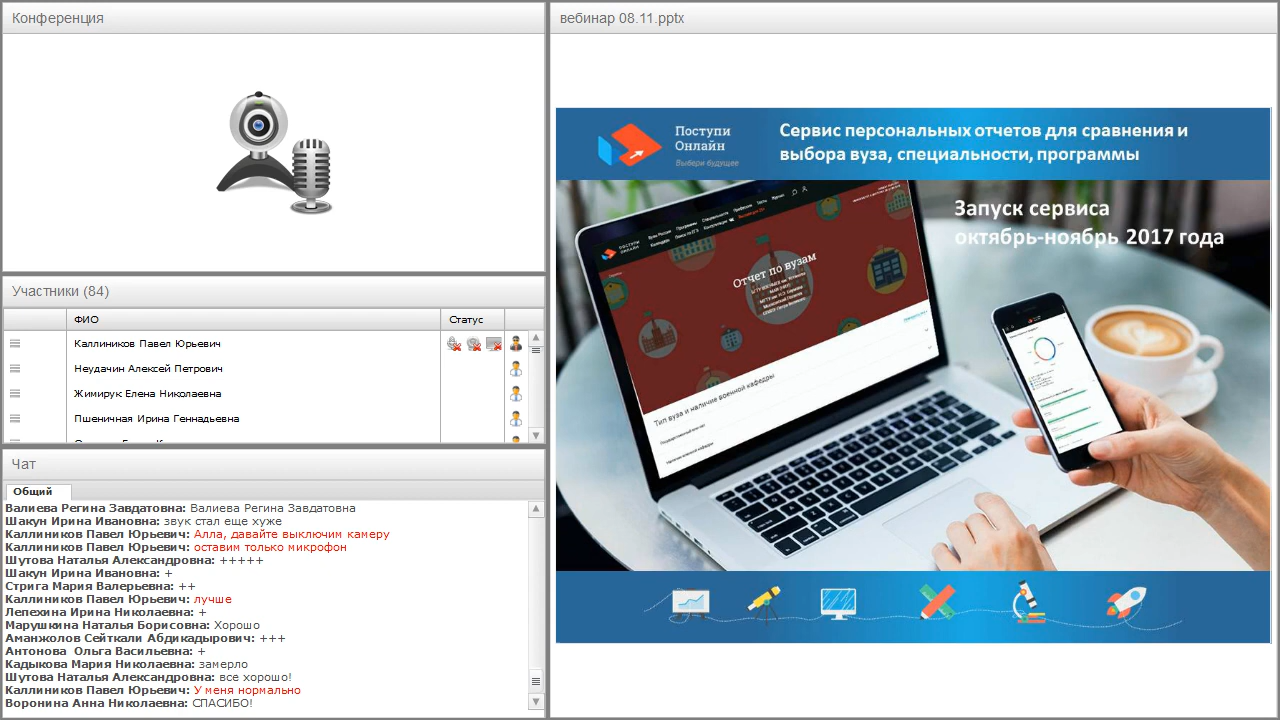 Конференция
Участники (84)
ФИО
Статус
Каллиников Павел Юрьевич
Неудачин Алексей Петрович
Жимирук Елена Николаевна
Пшеничная Ирина Геннадьевна
Чат
Общий
Валиева Регина Завдатовна: Валиева Регина Завдатовна
Шакун Ирина Ивановна: звук стал еще хуже
Каллиников Павел Юрьевич: Алла, давайте выключим камеру
Каллиников Павел Юрьевич: оставим только микрофон
Шутова Наталья Александровна: +++++
Шакун Ирина Ивановна: +
Стрига Мария Валерьевна: ++
Каллиников Павел Юрьевич: лучше
Лепехина Ирина Николаевна: +
Марушкина Наталья Борисовна: Хорошо
Аманжолов Сейткали Абдикадырович: +++
Антонова Ольга Васильевна: +
Кадыкова Мария Николаевна: замерло
Шутова Наталья Александровна: все хорошо!
Каллиников Павел Юрьевич: У меня нормально
Воронина Анна Николаевна: СПАСИБО!
вебинар 08.11.pptx
Поступи
Онлайн
Выбери будущее
Сервис персональных отчетов для сравнения и
выбора вуза, специальности, программы
Запуск сервиса
октябрь-ноябрь 2017 года
ПОСТУПИ
ОНЛАЙН
Отчет по вузам
Тип вуза и наличие военной кафедры